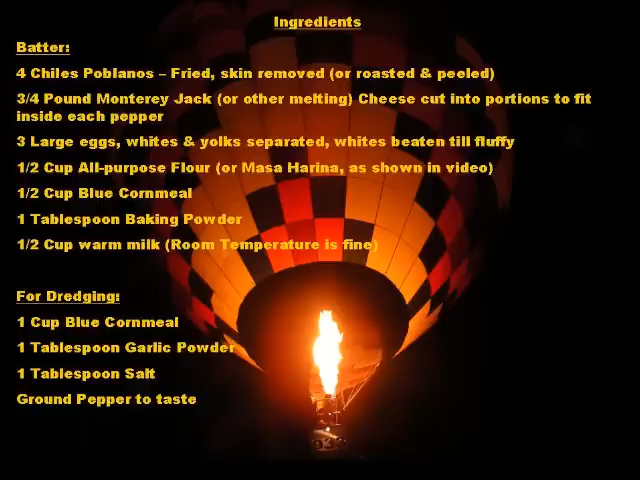 Ingredients
Batter:
4 Chiles Poblanos – Fried, skin removed (or roasted & peeled)
3/4 Pound Monterey Jack (or other melting) Cheese cut into portions to fit
inside each pepper
3 Large eggs, whites & yolks separated, whites beaten till fluffy
1/2 Cup All-purpose Flour (or Masa Harina, as shown in video)
1/2 Cup Blue Cornmeal
1 Tablespoon Baking Powder
1/2 Cup warm milk (Room Temperature is fine)
For Dredging:
1 Cup Blue Cornmeal
1 Tablespoon Garlic Powder
1 Tablespoon Salt
Ground Pepper to taste